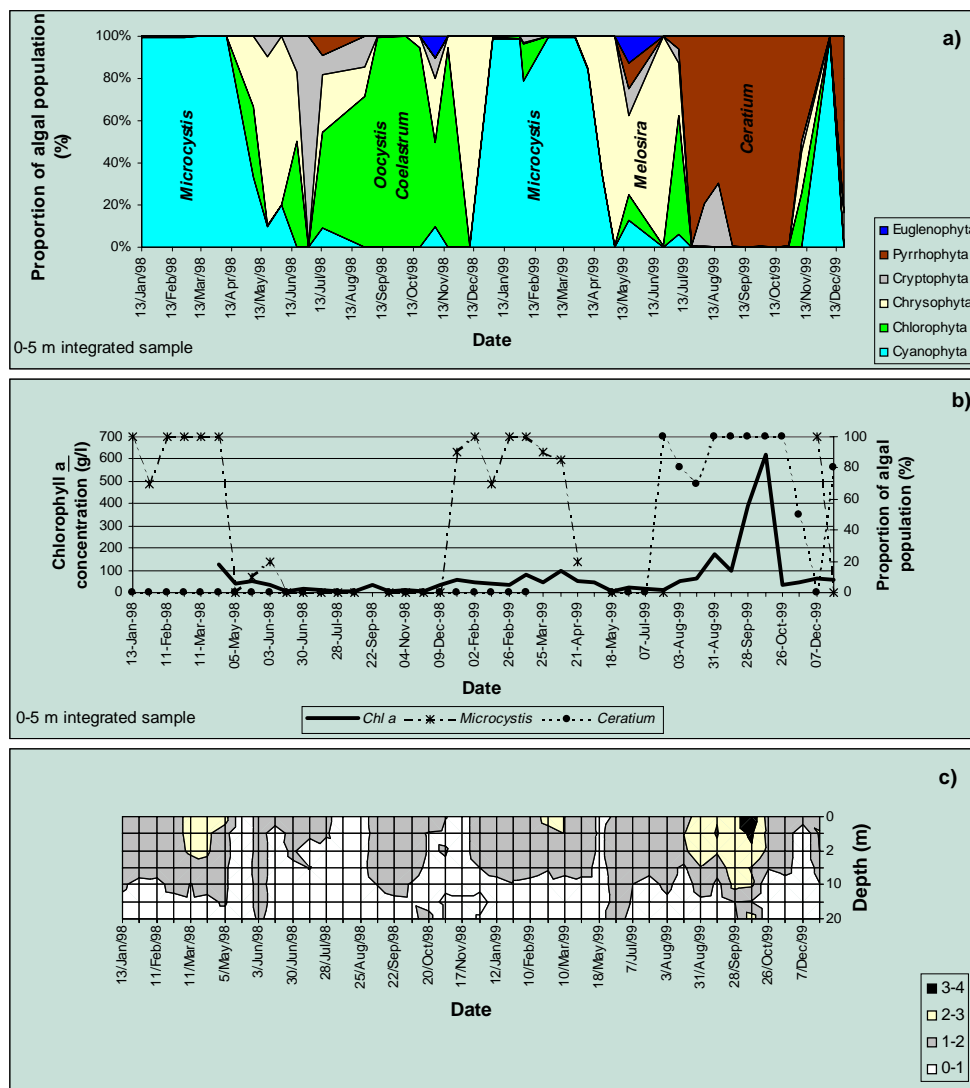 a)
Proportion of algal population
(%)
100%
80%
60%
40%
20%
0%
Microcystis
Oocystis
Coelastrum
Microcystis
Melosira
Ceratium
13/Jan/98
13/Feb/98
13/Mar/98
13/Apr/98
13/May/98
13/Jun/98
13/Jul/98
13/Aug/98
13/Sep/98
13/Oct/98
13/Nov/98
13/Dec/98
13/Jan/99
13/Feb/99
13/Mar/99
13/Apr/99
13/May/99
13/Jun/99
13/Jul/99
13/Aug/99
13/Sep/99
13/Oct/99
13/Nov/99
13/Dec/99
Date
0-5 m integrated sample
Euglenophyta
Pyrrhophyta
Cryptophyta
Chrysophyta
Chlorophyta
Cyanophyta
b)
Chlorophyll a
concentration (g/l)
700
600
500
400
300
200
100
0
100
80
60
40
20
0
Proportion of algal
population (%)
13-Jan-98
11-Feb-98
11-Mar-98
05-May-98
03-Jun-98
30-Jun-98
28-Jul-98
22-Sep-98
04-Nov-98
09-Dec-98
02-Feb-99
26-Feb-99
25-Mar-99
21-Apr-99
18-May-99
07-Jul-99
03-Aug-99
31-Aug-99
28-Sep-99
26-Oct-99
07-Dec-99
Date
0-5 m integrated sample
Chl a
Microcystis
Ceratium
c)
0
2
10
20
Depth (m)
13/Jan/98
11/Feb/98
11/Mar/98
5/May/98
3/Jun/98
30/Jun/98
28/Jul/98
25/Aug/98
22/Sep/98
20/Oct/98
17/Nov/98
12/Jan/99
10/Feb/99
10/Mar/99
18/May/99
7/Jul/99
3/Aug/99
31/Aug/99
28/Sep/99
26/Oct/99
7/Dec/99
Date
3-4
2-3
1-2
0-1